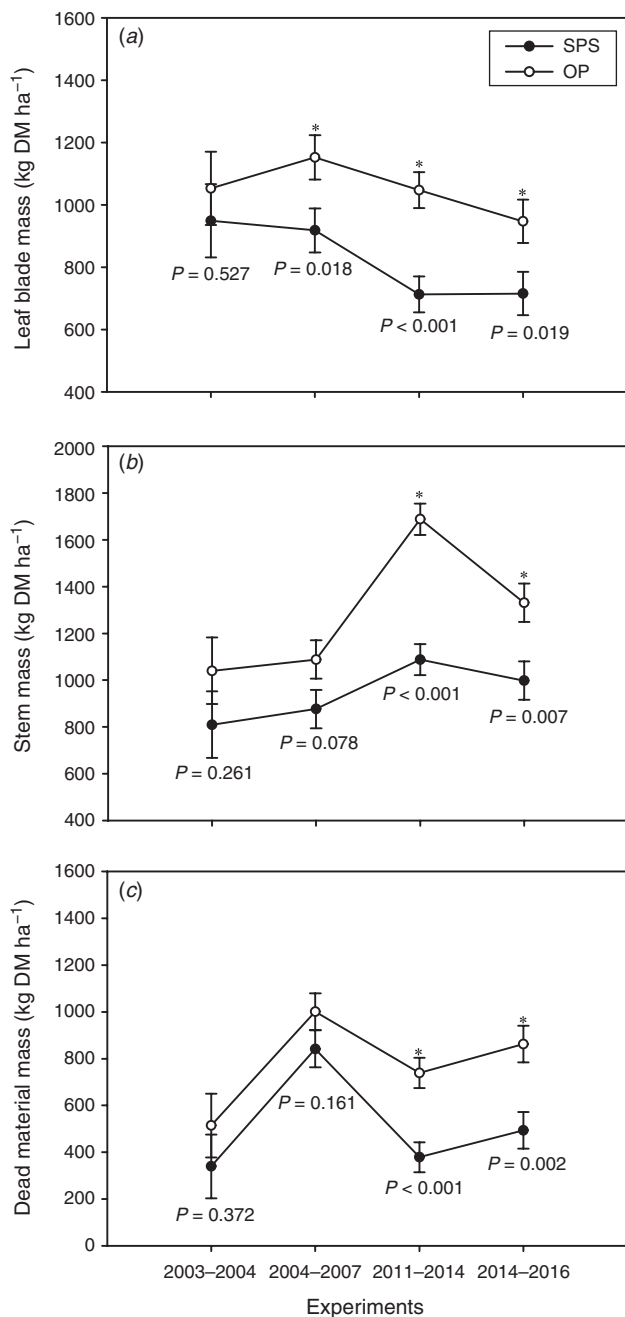 (a)
SPS
OP
1600
1400
1200
1000
800
600
400
Leaf blade mass (kg DM ha−1)
*
*
*
P = 0.527
P = 0.018
P < 0.001
P = 0.019
(b)
2000
1800
1600
1400
1200
1000
800
600
400
Stem mass (kg DM ha−1)
*
*
P = 0.261
P = 0.078
P < 0.001
P = 0.007
(c)
1600
1400
1200
1000
800
600
400
200
0
Dead material mass (kg DM ha−1)
*
*
P = 0.372
P = 0.161
P < 0.001
P = 0.002
2003–2004 2004–2007 2011–2014 2014–2016
Experiments